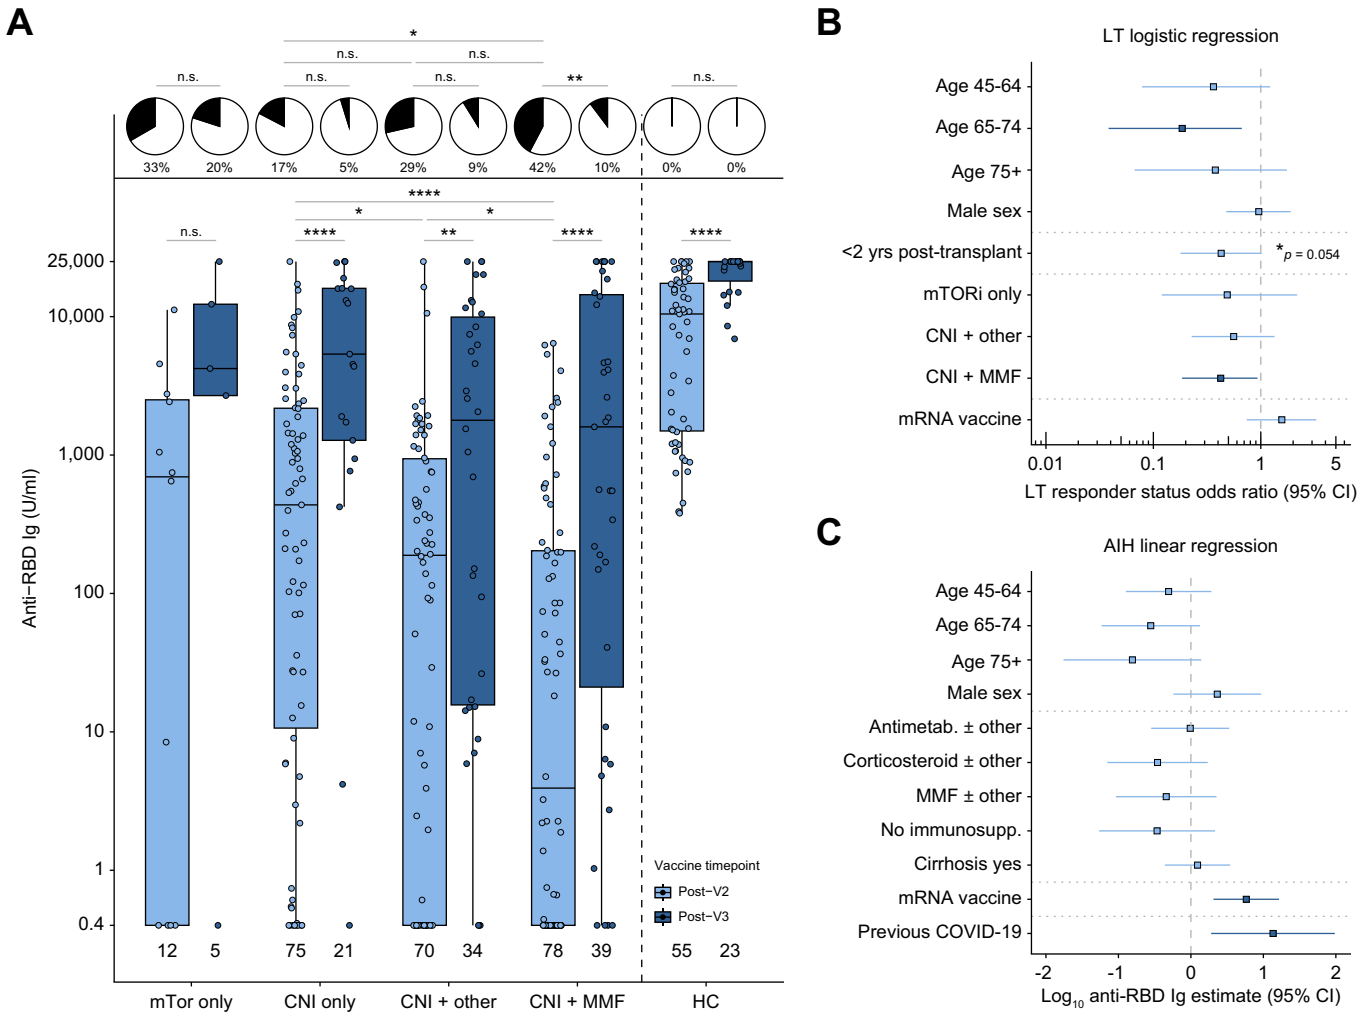 A
*
n.s.
n.s.
n.s.
n.s.
n.s.
**
n.s.
33%
20%
17%
5%
29%
9%
42%
10%
0%
0%
****
*
*
n.s.
****
**
****
****
Anti−RBD Ig (U/ml)
25,000
10,000
1,000
100
10
1
0.4
Vaccine timepoint
Post−V2
Post−V3
12
5
75
21
70
34
78
39
55
23
mTor only
CNI only
CNI + other
CNI + MMF
HC
B
LT logistic regression
Age 45-64
Age 65-74
Age 75+
Male sex
<2 yrs post-transplant
* p = 0.054
mTORi only
CNI + other
CNI + MMF
mRNA vaccine
0.01
0.1
1
5
LT responder status odds ratio (95% CI)
C
AIH linear regression
Age 45-64
Age 65-74
Age 75+
Male sex
Antimetab. ± other
Corticosteroid ± other
MMF ± other
No immunosupp.
Cirrhosis yes
mRNA vaccine
Previous COVID-19
-2
-1
0
1
2
Log10 anti-RBD Ig estimate (95% CI)